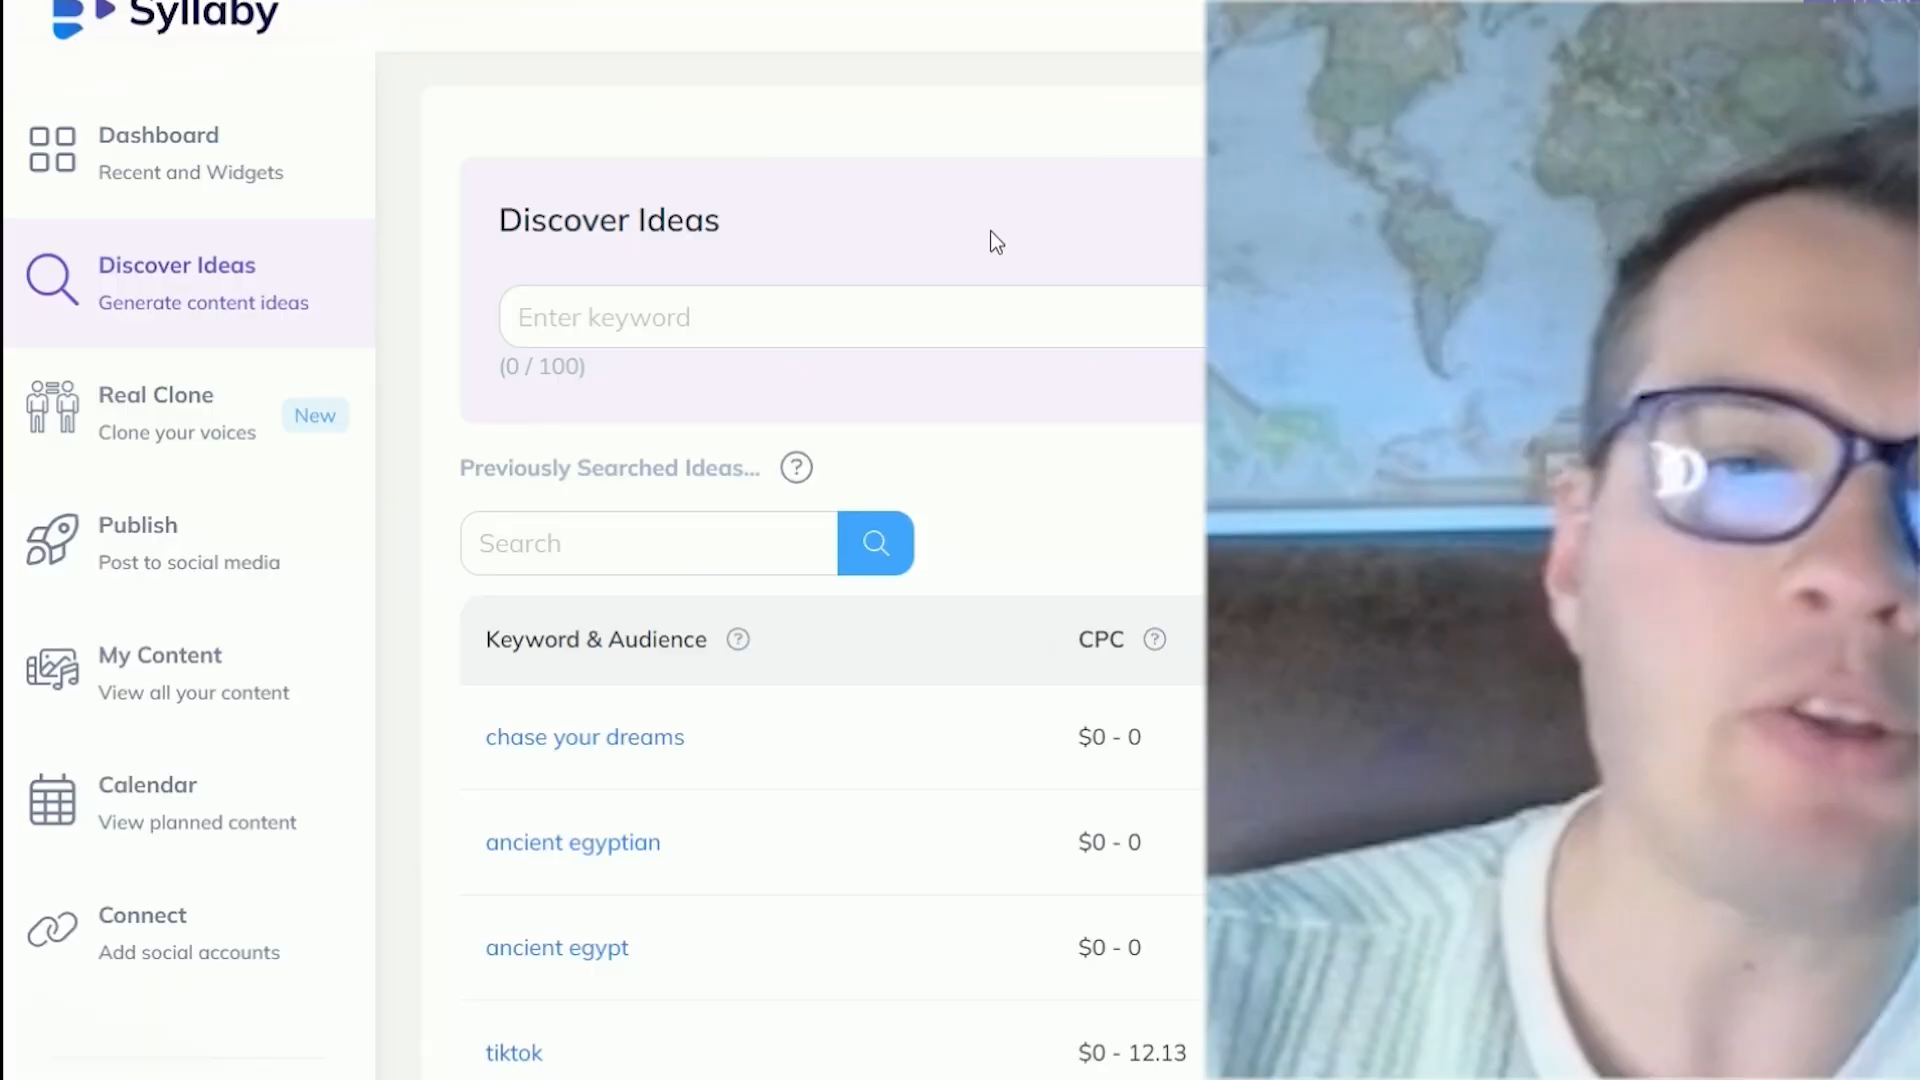 Syllaby
Dashboard
Recent and Widgets
Discover Ideas
Generate content ideas
Real Clone
Clone your voices
New
Publish
Post to social media
My Content
View all your content
Calendar
View planned content
Connect
Add social accounts
Discover Ideas
Enter keyword
(0 / 100)
Previously Searched Ideas...
?
Search
Keyword & Audience ? CPC ?
chase your dreams $0 - 0
ancient egyptian $0 - 0
ancient egypt $0 - 0
tiktok $0 - 12.13